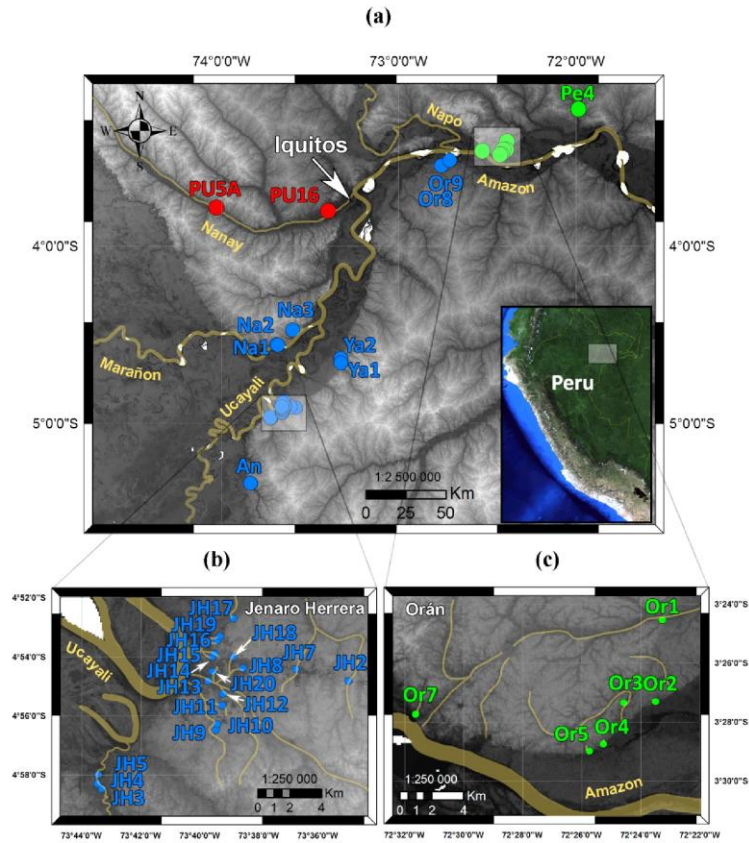 (a)
74°0'0"W
73°0'0"W
72°0'0"W
N
W
E
S
Napo
Pe4
Iquitos
PU5A
PU16
Or9
Or8
Amazon
Nanay
4°0'0"S
4°0'0"S
Na3
Na2
Na1
Ya2
Ya1
Marañon
Ucayali
Peru
5°0'0"S
5°0'0"S
An
1:2 500 000
Km
0 25 50
(b)
(c)
4°52'0"S
JH17
Jenaro Herrera
JH19
JH16
JH18
Ucayali
4°54'0"S
JH15
JH14
JH8
JH7
JH2
JH13
JH20
JH11
JH12
4°56'0"S
JH9
JH10
4°58'0"S
JH5
JH4
JH3
1:250 000
Km
0 1 2 4
73°44'0"W
73°42'0"W
73°40'0"W
73°38'0"W
73°36'0"W
Orán
Or1
3°24'0"S
3°26'0"S
Or7
Or3
Or2
3°28'0"S
Or5
Or4
1:250 000
Km
0 1 2 4
Amazon
3°30'0"S
72°32'0"W
72°30'0"W
72°28'0"W
72°26'0"W
72°24'0"W
72°22'0"W